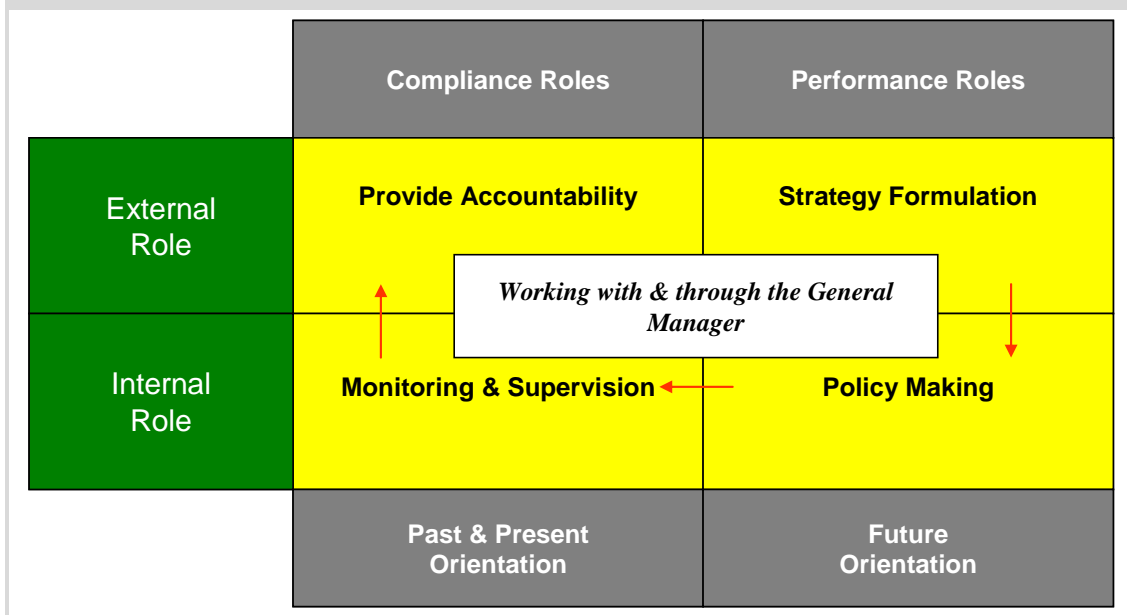 Compliance Roles
Performance Roles
External
Role
Provide Accountability
Strategy Formulation
Working with & through the General
Manager
Internal
Role
Monitoring & Supervision
Policy Making
Past & Present
Orientation
Future
Orientation